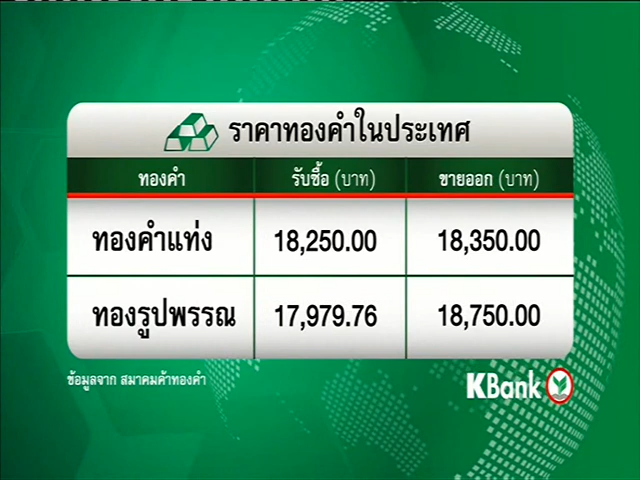 ราคาทองคำในประเทศ
ทองคำ รับซื้อ (บาท) ขายออก (บาท)
ทองคำแท่ง 18,250.00 18,350.00
ทองรูปพรรณ 17,979.76 18,750.00
ข้อมูลจาก สมาคมค้าทองคำ
KBank